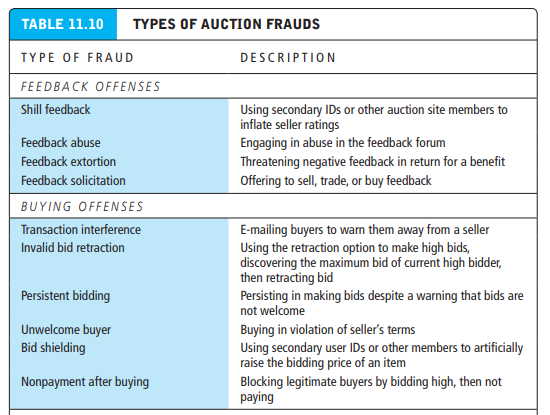 TABLE 11.10 TYPES OF AUCTION FRAUDS
TYPE OF FRAUD DESCRIPTION
FEEDBACK OFFENSES
Shill feedback Using secondary IDs or other auction site members to
inflate seller ratings
Feedback abuse Engaging in abuse in the feedback forum
Feedback extortion Threatening negative feedback in return for a benefit
Feedback solicitation Offering to sell, trade, or buy feedback
BUYING OFFENSES
Transaction interference E-mailing buyers to warn them away from a seller
Invalid bid retraction Using the retraction option to make high bids,
discovering the maximum bid of current high bidder,
then retracting bid
Persistent bidding Persisting in making bids despite a warning that bids are
not welcome
Unwelcome buyer Buying in violation of seller's terms
Bid shielding Using secondary user IDs or other members to artificially
raise the bidding price of an item
Nonpayment after buying Blocking legitimate buyers by bidding high, then not
paying